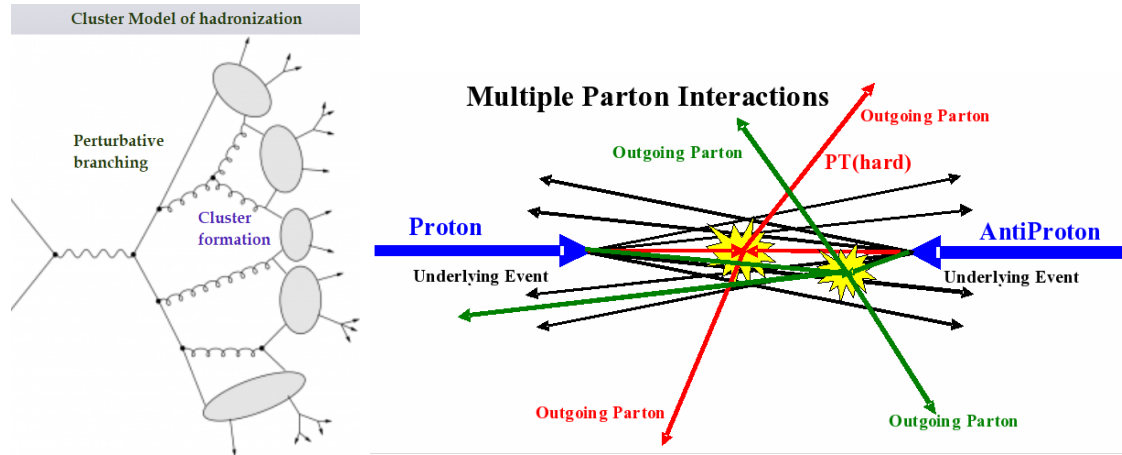 Cluster Model of hadronization
Perturbative
branching
Cluster
formation
Multiple Parton Interactions
Outgoing Parton
Outgoing Parton
PT(hard)
Proton
AntiProton
Underlying Event
Underlying Event
Outgoing Parton
Outgoing Parton